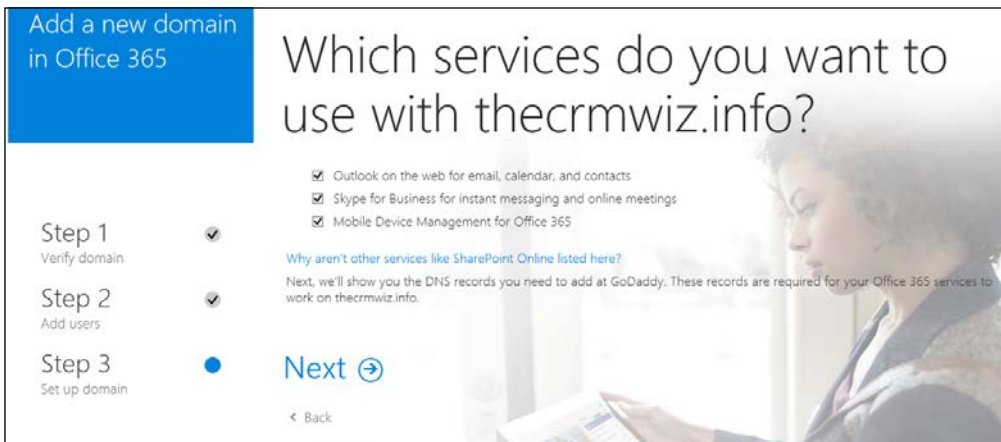 Add a new domain
in Office 365
Which services do you want to
use with thecrmwiz.info?
Outlook on the web for email, calendar, and contacts
Skype for Business for instant messaging and online meetings
Mobile Device Management for Office 365
Why aren't other services like SharePoint Online listed here?
Next, we'll show you the DNS records you need to add at GoDaddy. These records are required for your Office 365 services to
work on thecrmwiz.info.
Step 1
Verify domain
Step 2
Add users
Step 3
Set up domain
Next
< Back